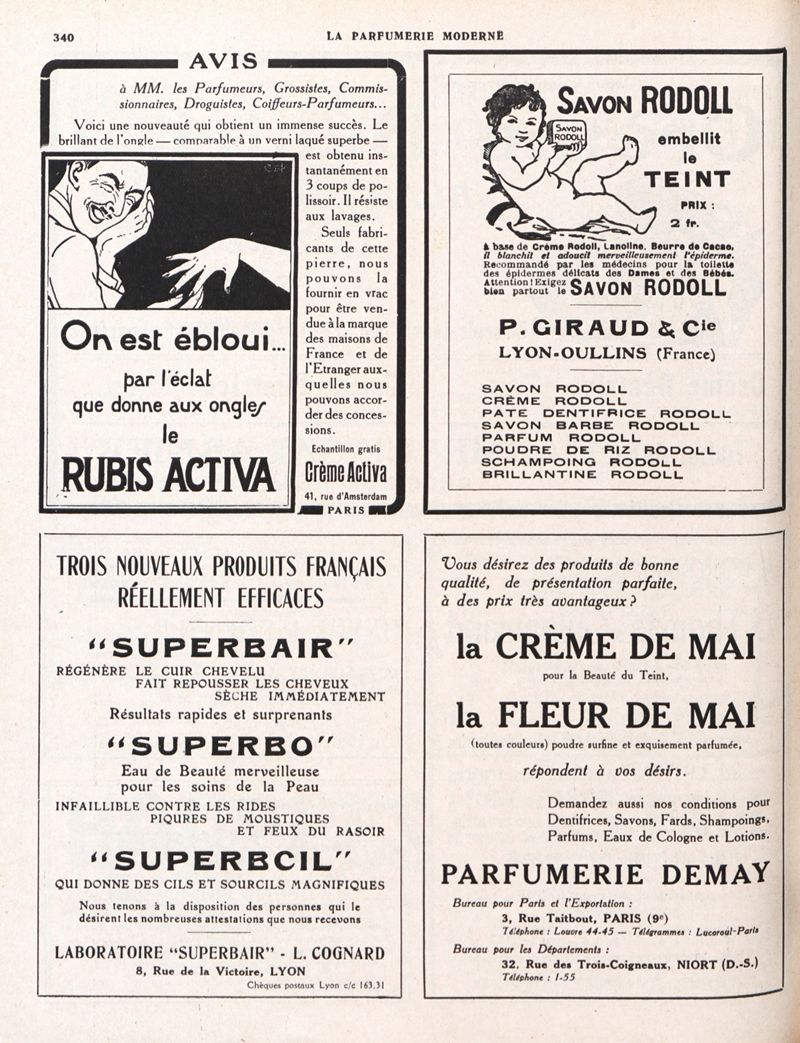 340
LA PARFUMERIE MODERNE
AVIS
à MM. les Parfumeurs, Grossistes, Commis-
sionnaires, Droguistes, Coiffeurs-Parfumeurs...
Voici une nouveauté qui obtient un immense succès. Le
brillant de l'ongle — comparable à un verni laqué superbe —
est obtenu ins-
tantanément en
3 coups de po-
lissoir. Il résiste
aux lavages.
Seuls fabri-
cants de cette
pierre, nous
pouvons la
fournir en vrac
pour être ven-
due à la marque
des maisons de
France et de
l'Etranger aux-
quelles nous
pouvons accor-
der des conces-
sions.
Echantillon gratis
Crème Activa
41, rue d'Amsterdam
PARIS
On est ébloui...
par l'éclat
que donne aux ongles
le
RUBIS ACTIVA
SAVON RODOLL
SAVON
RODOLL
embellit
le
TEINT
PRIX :
2 fr.
à base de Crème Rodoll, Lanoline, Beurre de Cacao,
il blanchit et adoucit merveilleusement l'épiderme.
Recommandé par les médecins pour la toilette
des épidermes délicats des Dames et des Bébés.
Attention! Exigez
bien partout le SAVON RODOLL
P. GIRAUD & Cie
LYON-OULLINS (France)
SAVON RODOLL
CRÈME RODOLL
PATE DENTIFRICE RODOLL
SAVON BARBE RODOLL
PARFUM RODOLL
POUDRE DE RIZ RODOLL
SCHAMPOING RODOLL
BRILLANTINE RODOLL
TROIS NOUVEAUX PRODUITS FRANÇAIS
RÉELLEMENT EFFICACES
"SUPERBAIR"
RÉGÉNÈRE LE CUIR CHEVELU
FAIT REPOUSSER LES CHEVEUX
SÈCHE IMMÉDIATEMENT
Résultats rapides et surprenants
"SUPERBO"
Eau de Beauté merveilleuse
pour les soins de la Peau
INFAILLIBLE CONTRE LES RIDES
PIQURES DE MOUSTIQUES
ET FEUX DU RASOIR
"SUPERBCIL"
QUI DONNE DES CILS ET SOURCILS MAGNIFIQUES
Nous tenons à la disposition des personnes qui le
désirent les nombreuses attestations que nous recevons
LABORATOIRE "SUPERBAIR" - L. COGNARD
8, Rue de la Victoire, LYON
Chèques postaux Lyon c/c 163,31
Vous désirez des produits de bonne
qualité, de présentation parfaite,
à des prix très avantageux ?
la CRÈME DE MAI
pour la Beauté du Teint,
la FLEUR DE MAI
(toutes couleurs) poudre surfine et exquisement parfumée,
répondent à vos désirs.
Demandez aussi nos conditions pour
Dentifrices, Savons, Fards, Shampoings,
Parfums, Eaux de Cologne et Lotions.
PARFUMERIE DEMAY
Bureau pour Paris et l'Exportation :
3, Rue Taitbout, PARIS (9e)
Téléphone : Louvre 44-45 — Télégrammes : Lucoroul-Paris
Bureau pour les Départements :
32, Rue des Trois-Coigneaux, NIORT (D.-S.)
Téléphone : 1-55